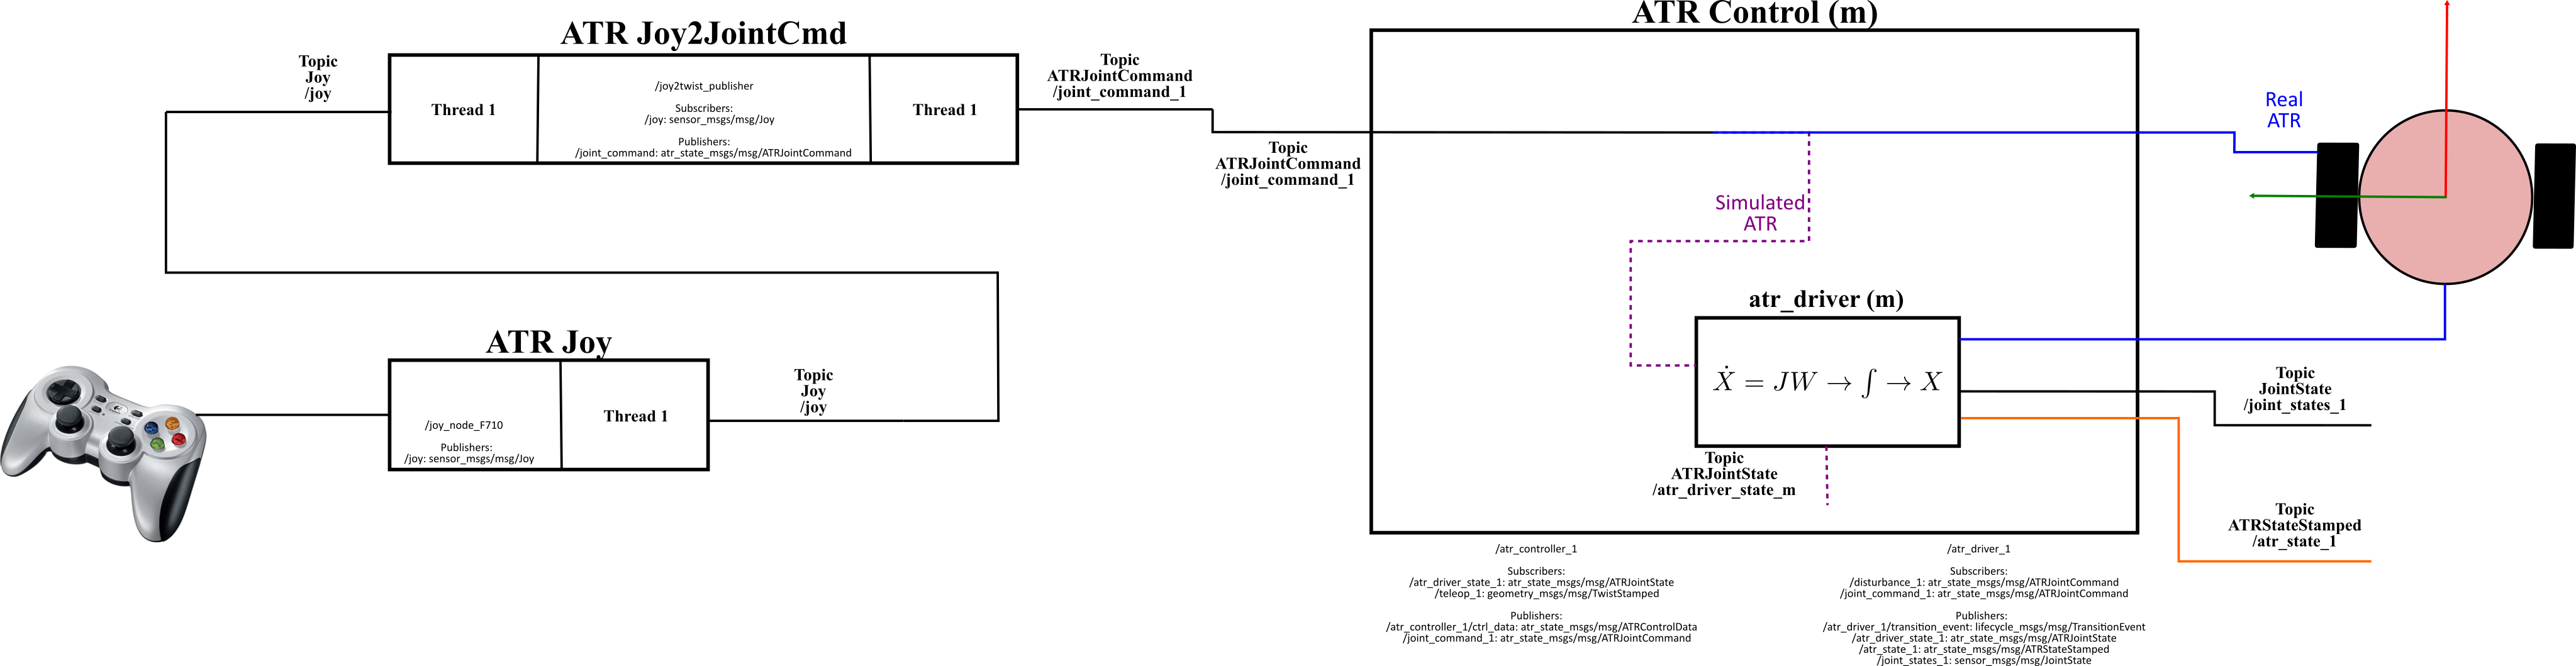 ATR Joy2JointCmd
Topic
Joy
/joy
Thread 1
/joy2twist_publisher
Subscribers:
/joy: sensor_msgs/msg/Joy
Publishers:
/joint_command: atr_state_msgs/msg/ATRJointCommand
Thread 1
Topic
ATRJointCommand
/joint_command_1
Topic
ATRJointCommand
/joint_command_1
ATR Joy
/joy_node_F710
Publishers:
/joy: sensor_msgs/msg/Joy
Thread 1
Topic
Joy
/joy
ATR Control (m)
Simulated
ATR
Real
ATR
atr_driver (m)
Ẋ = JW → ∫ → X
Topic
ATRJointState
/atr_driver_state_m
Topic
JointState
/joint_states_1
Topic
ATRStateStamped
/atr_state_1
/atr_controller_1
Subscribers:
/atr_driver_state_1: atr_state_msgs/msg/ATRJointState
/teleop_1: geometry_msgs/msg/TwistStamped
Publishers:
/atr_controller_1/ctrl_data: atr_state_msgs/msg/ATRControlData
/joint_command_1: atr_state_msgs/msg/ATRJointCommand
/atr_driver_1
Subscribers:
/disturbance_1: atr_state_msgs/msg/ATRJointCommand
/joint_command_1: atr_state_msgs/msg/ATRJointCommand
Publishers:
/atr_driver_1/transition_event: lifecycle_msgs/msg/TransitionEvent
/atr_driver_state_1: atr_state_msgs/msg/ATRJointState
/atr_state_1: atr_state_msgs/msg/ATRStateStamped
/joint_states_1: sensor_msgs/msg/JointState